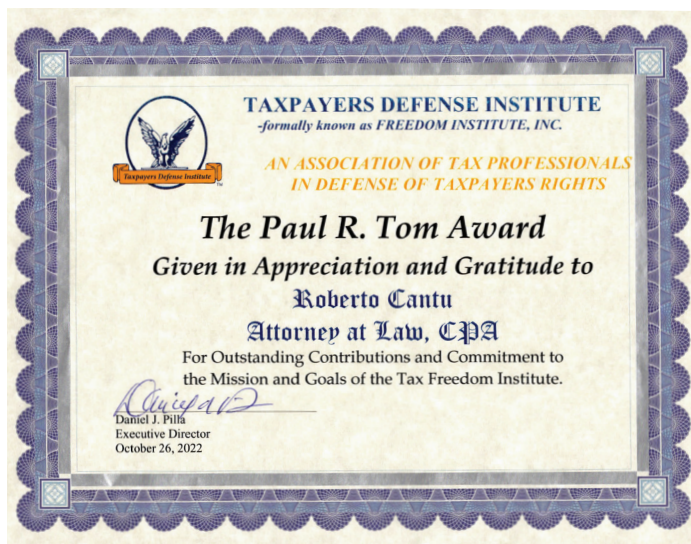 TAXPAYERS DEFENSE INSTITUTE
-formally known as FREEDOM INSTITUTE, INC.
Taxpayers Defense Institute
TM
AN ASSOCIATION OF TAX PROFESSIONALS
IN DEFENSE OF TAXPAYERS RIGHTS
The Paul R. Tom Award
Given in Appreciation and Gratitude to
Roberto Cantu
Attorney at Law, CPA
For Outstanding Contributions and Commitment to
the Mission and Goals of the Tax Freedom Institute.
Daniel J. Pilla
Executive Director
October 26, 2022